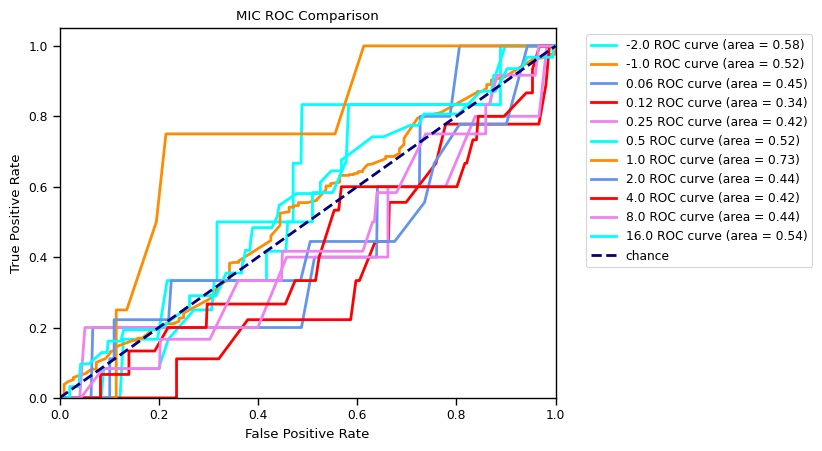 MIC ROC Comparison
1.0
0.8
0.6
0.4
0.2
0.0
True Positive Rate
0.0 0.2 0.4 0.6 0.8 1.0
False Positive Rate
-2.0 ROC curve (area = 0.58)
-1.0 ROC curve (area = 0.52)
0.06 ROC curve (area = 0.45)
0.12 ROC curve (area = 0.34)
0.25 ROC curve (area = 0.42)
0.5 ROC curve (area = 0.52)
1.0 ROC curve (area = 0.73)
2.0 ROC curve (area = 0.44)
4.0 ROC curve (area = 0.42)
8.0 ROC curve (area = 0.44)
16.0 ROC curve (area = 0.54)
chance